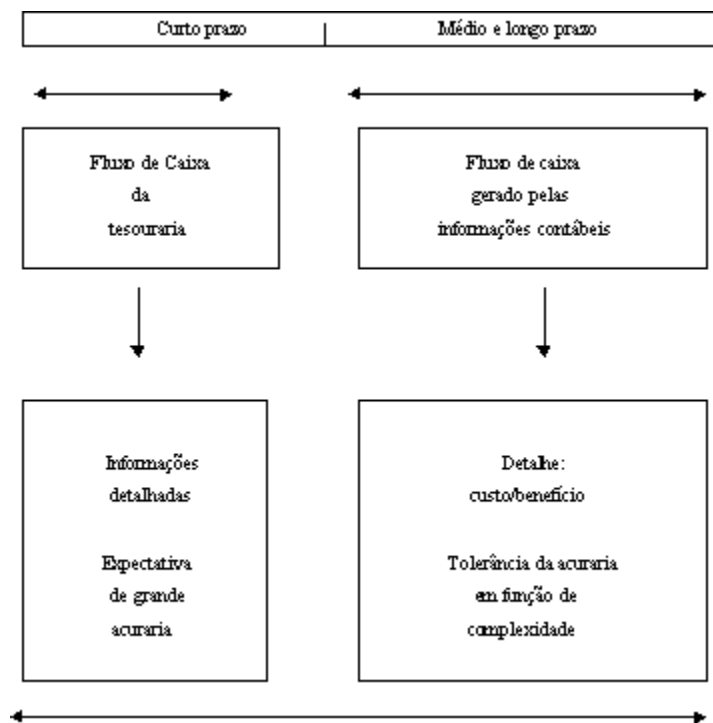 Curto prazo
Médio e longo prazo
Fluxo de Caixa
da
tesouraria
Fluxo de caixa
gerado pelas
informações contábeis
Informações
detalhadas
Expectativa
de grande
acuraria
Detalhe:
custo/benefício
Tolerância da acuraria
em função de
complexidade